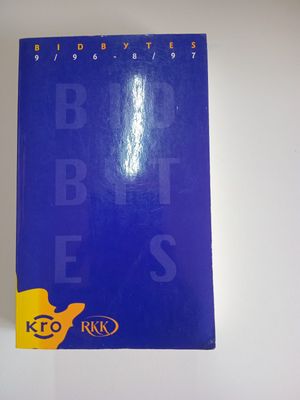 BIDBYTES
9/96-8/97
BID
BYT
ES
KRO
RKK